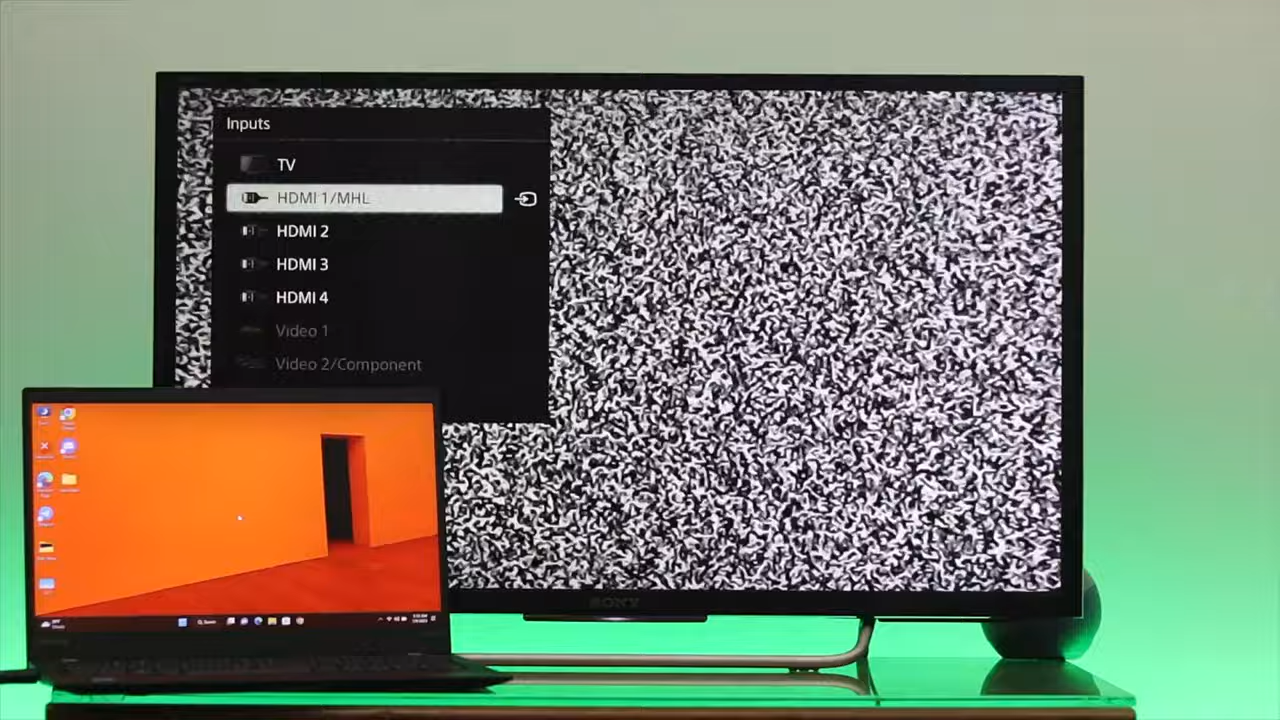 Inputs
TV
HDMI 1/MHL
HDMI 2
HDMI 3
HDMI 4
Video 1
Video 2/Component
SONY